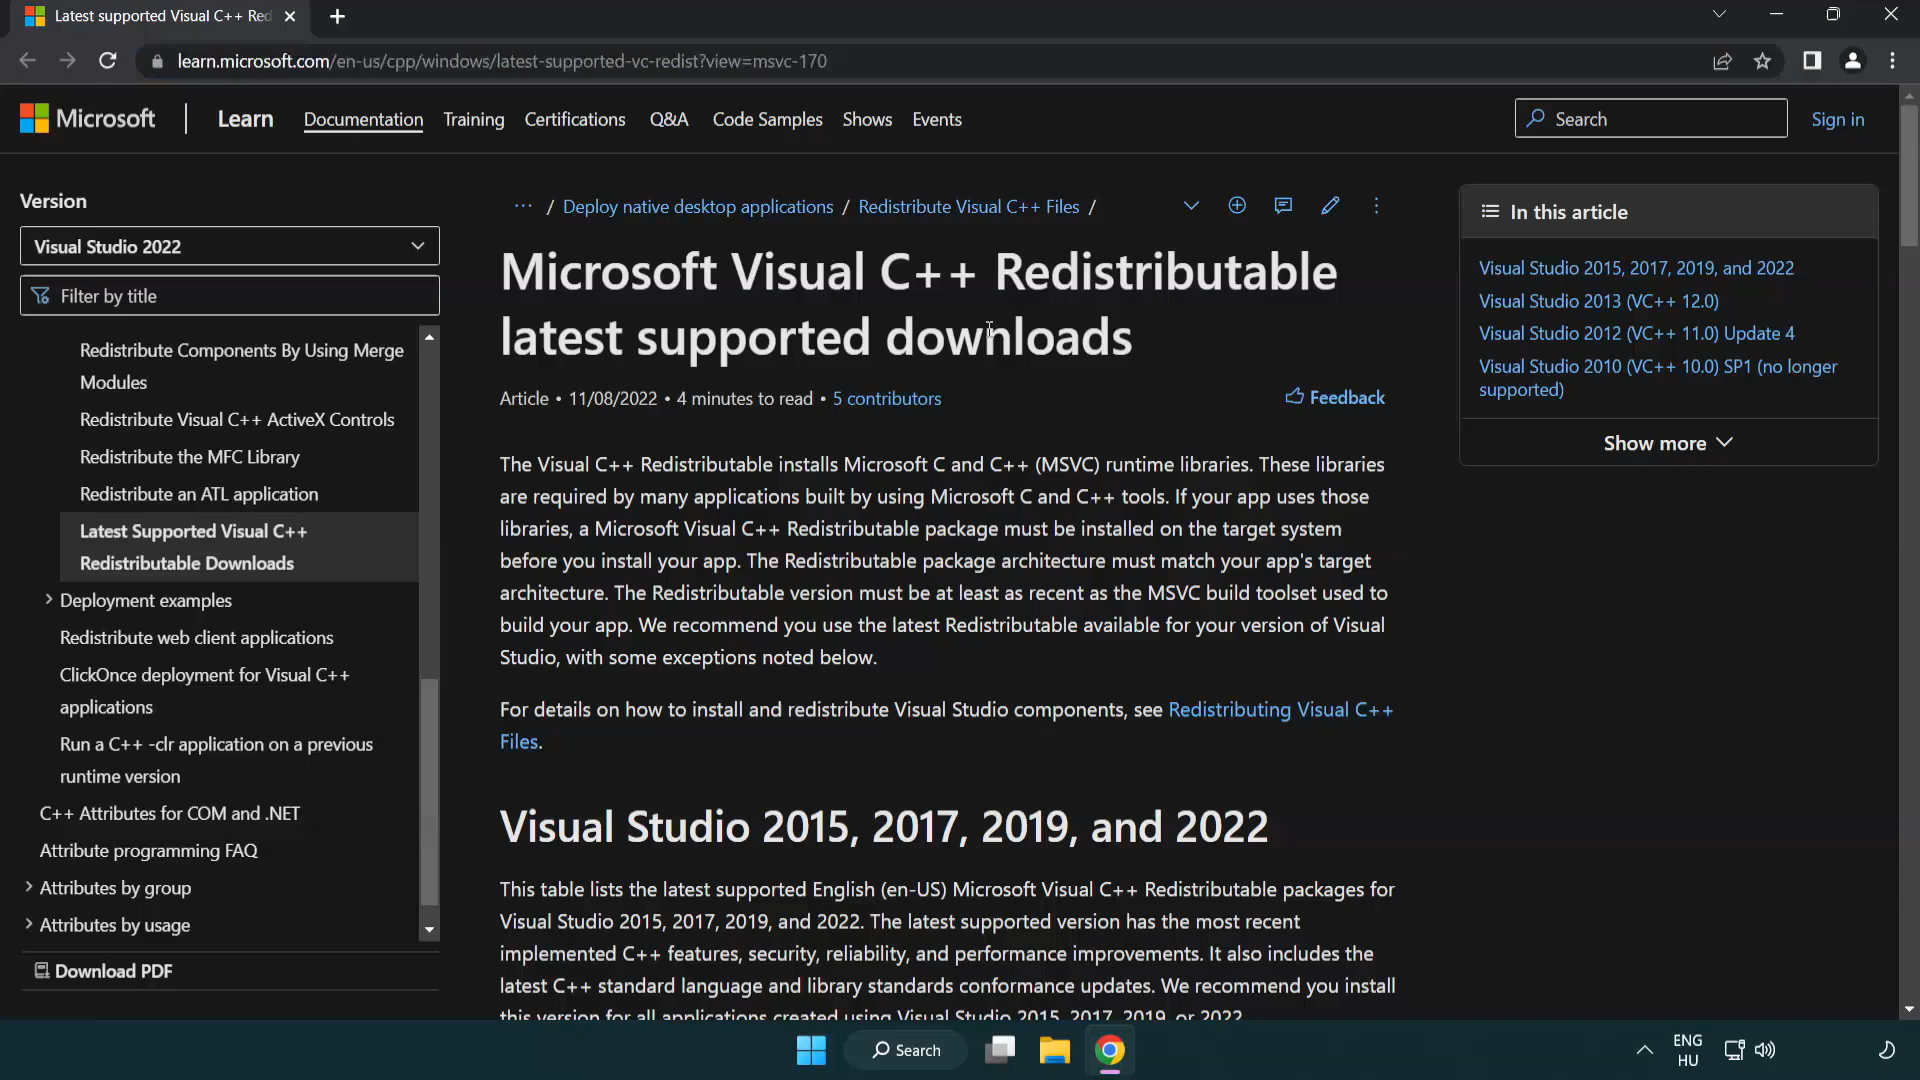 Latest supported Visual C++ Red
learn.microsoft.com/en-us/cpp/windows/latest-supported-vc-redist?view=msvc-170
Microsoft
Learn
Documentation
Training
Certifications
Q&A
Code Samples
Shows
Events
Search
Sign in
Version
Visual Studio 2022
Filter by title
Redistribute Components By Using Merge
Modules
Redistribute Visual C++ ActiveX Controls
Redistribute the MFC Library
Redistribute an ATL application
Latest Supported Visual C++
Redistributable Downloads
Deployment examples
Redistribute web client applications
ClickOnce deployment for Visual C++
applications
Run a C++ -clr application on a previous
runtime version
C++ Attributes for COM and .NET
Attribute programming FAQ
Attributes by group
Attributes by usage
Download PDF
... / Deploy native desktop applications / Redistribute Visual C++ Files /
Microsoft Visual C++ Redistributable
latest supported downloads
Article • 11/08/2022 • 4 minutes to read • 5 contributors
Feedback
The Visual C++ Redistributable installs Microsoft C and C++ (MSVC) runtime libraries. These libraries
are required by many applications built by using Microsoft C and C++ tools. If your app uses those
libraries, a Microsoft Visual C++ Redistributable package must be installed on the target system
before you install your app. The Redistributable package architecture must match your app's target
architecture. The Redistributable version must be at least as recent as the MSVC build toolset used to
build your app. We recommend you use the latest Redistributable available for your version of Visual
Studio, with some exceptions noted below.
For details on how to install and redistribute Visual Studio components, see Redistributing Visual C++
Files.
Visual Studio 2015, 2017, 2019, and 2022
This table lists the latest supported English (en-US) Microsoft Visual C++ Redistributable packages for
Visual Studio 2015, 2017, 2019, and 2022. The latest supported version has the most recent
implemented C++ features, security, reliability, and performance improvements. It also includes the
latest C++ standard language and library standards conformance updates. We recommend you install
this version for all applications created using Visual Studio 2015, 2017, 2019, or 2022.
In this article
Visual Studio 2015, 2017, 2019, and 2022
Visual Studio 2013 (VC++ 12.0)
Visual Studio 2012 (VC++ 11.0) Update 4
Visual Studio 2010 (VC++ 10.0) SP1 (no longer
supported)
Show more
Search
ENG
HU